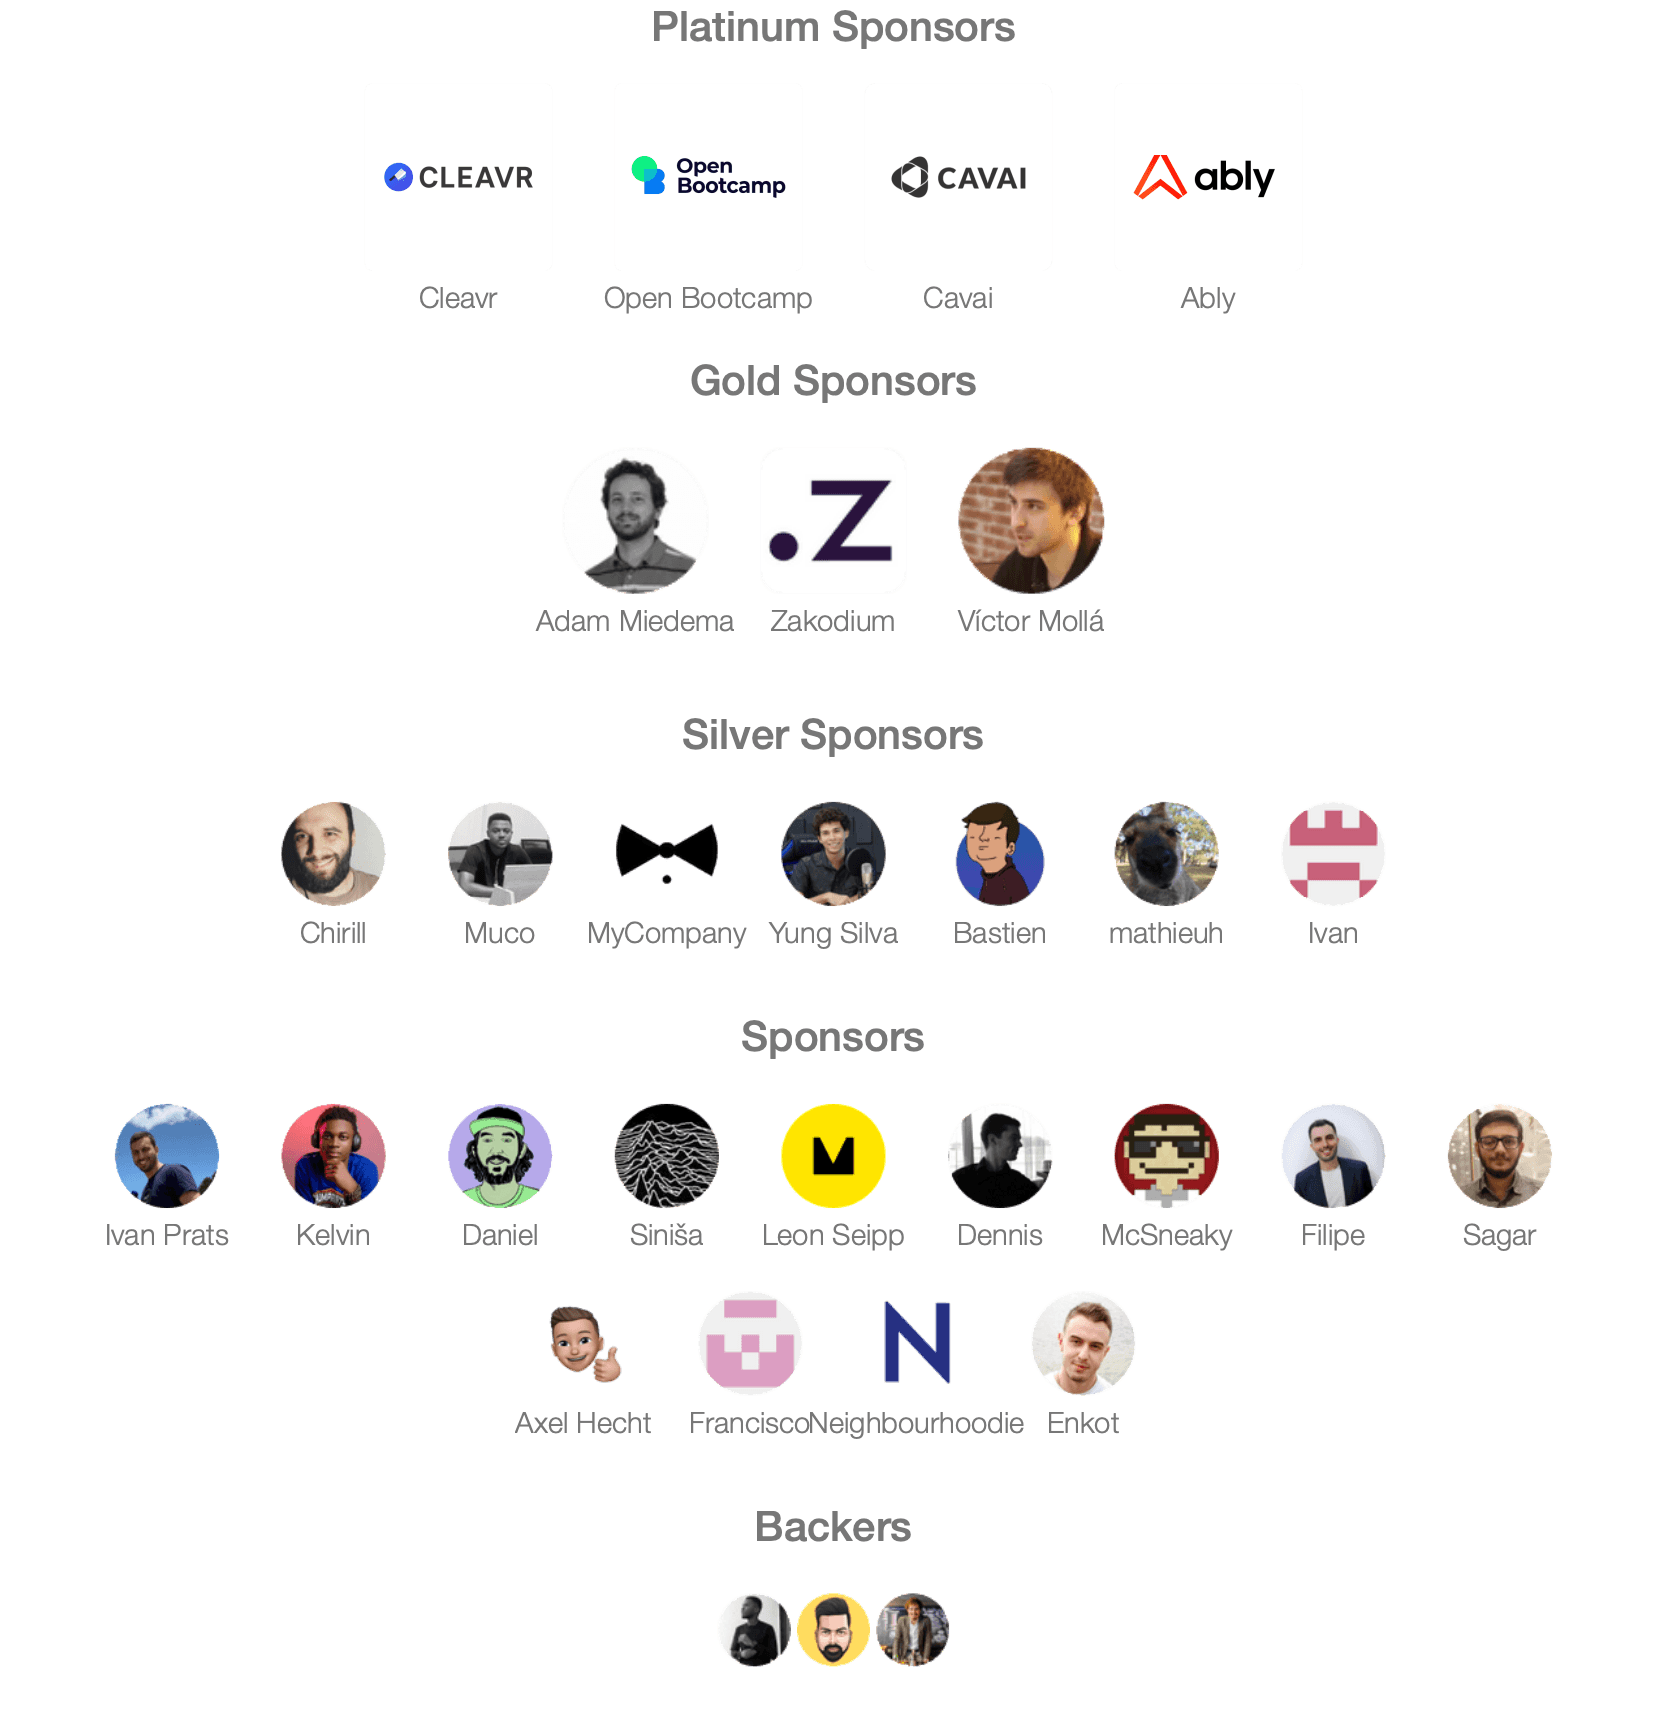 Platinum Sponsors
CLEAVR
Open
Bootcamp
CAVAI
ably
Cleavr
Open Bootcamp
Cavai
Ably
Gold Sponsors
.Z
Adam Miedema
Zakodium
Víctor Mollá
Silver Sponsors
Chirill
Muco
MyCompany
Yung Silva
Bastien
mathieuh
Ivan
Sponsors
M
Ivan Prats
Kelvin
Daniel
Siniša
Leon Seipp
Dennis
McSneaky
Filipe
Sagar
N
Axel Hecht
Francisco
Neighbourhoodie
Enkot
Backers